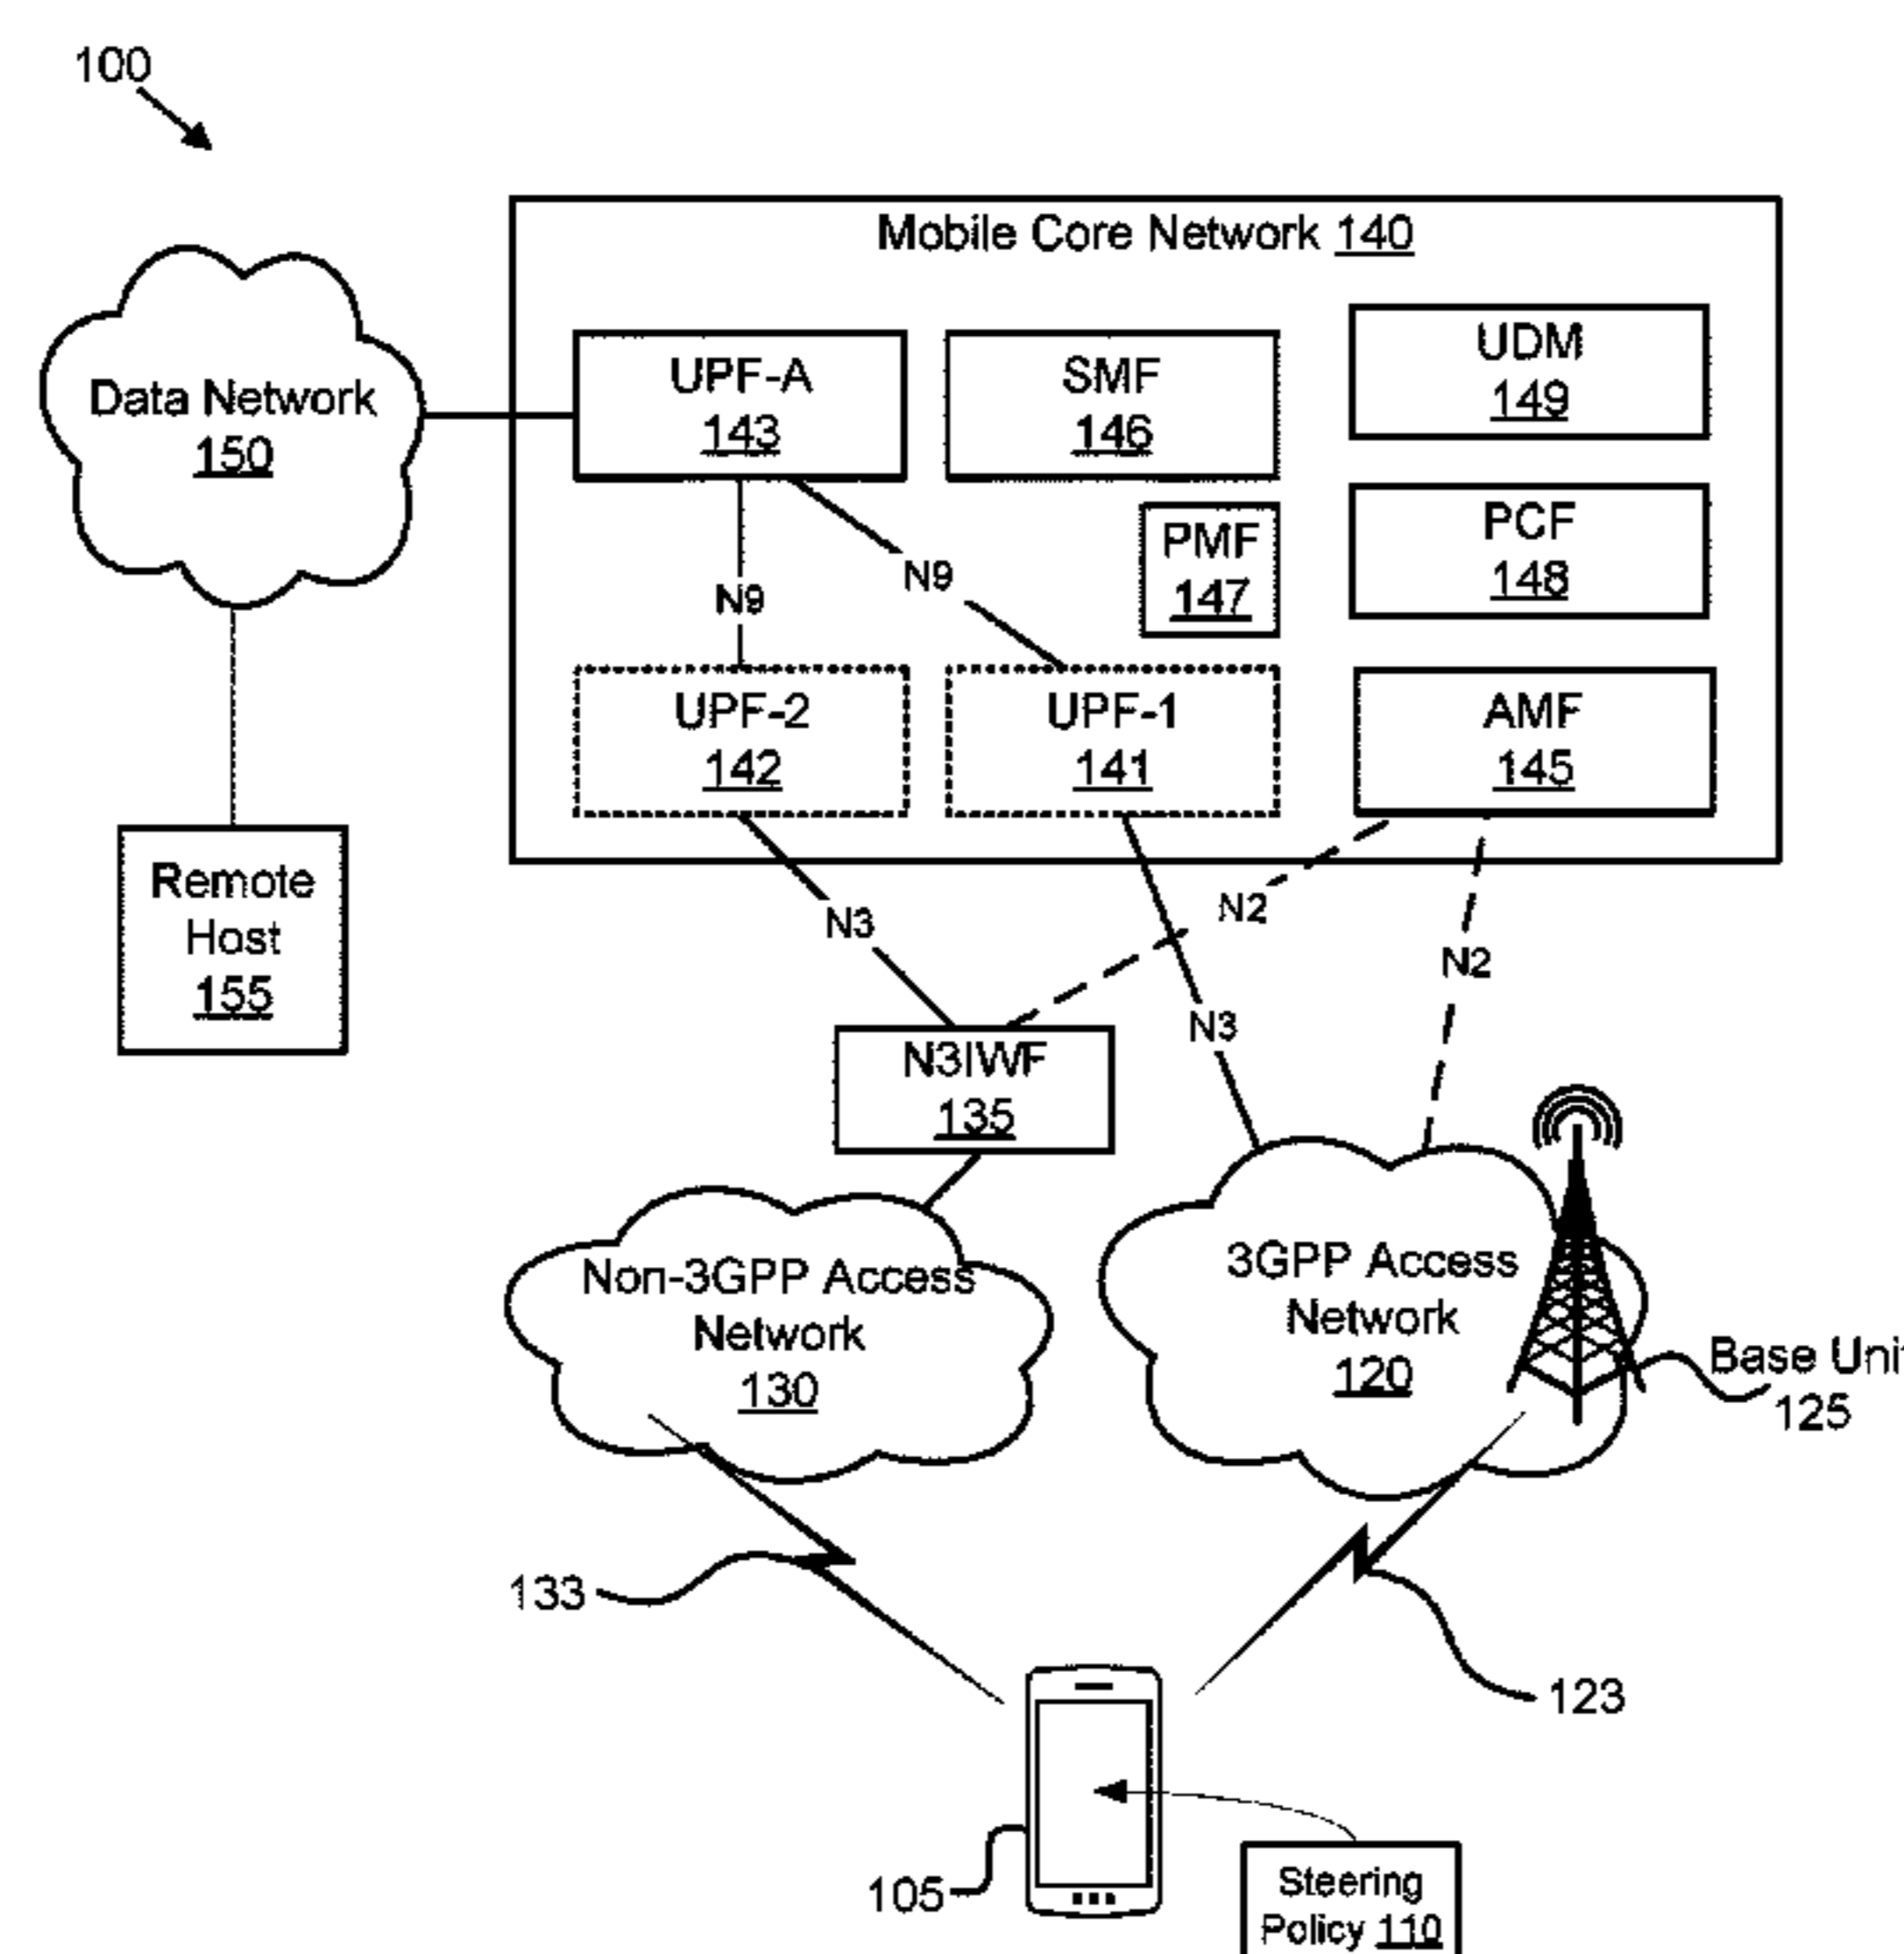 100
Mobile Core Network 140
Data Network
150
UPF-A
143
SMF
146
UDM
149
PMF
147
PCF
148
N9
N9
UPF-2
142
UPF-1
141
AMF
145
Remote
Host
155
N3
N2
N2
N3
N3IWF
135
Non-3GPP Access
Network
130
3GPP Access
Network
120
Base Uni
125
133
123
105
Steering
Policy 110